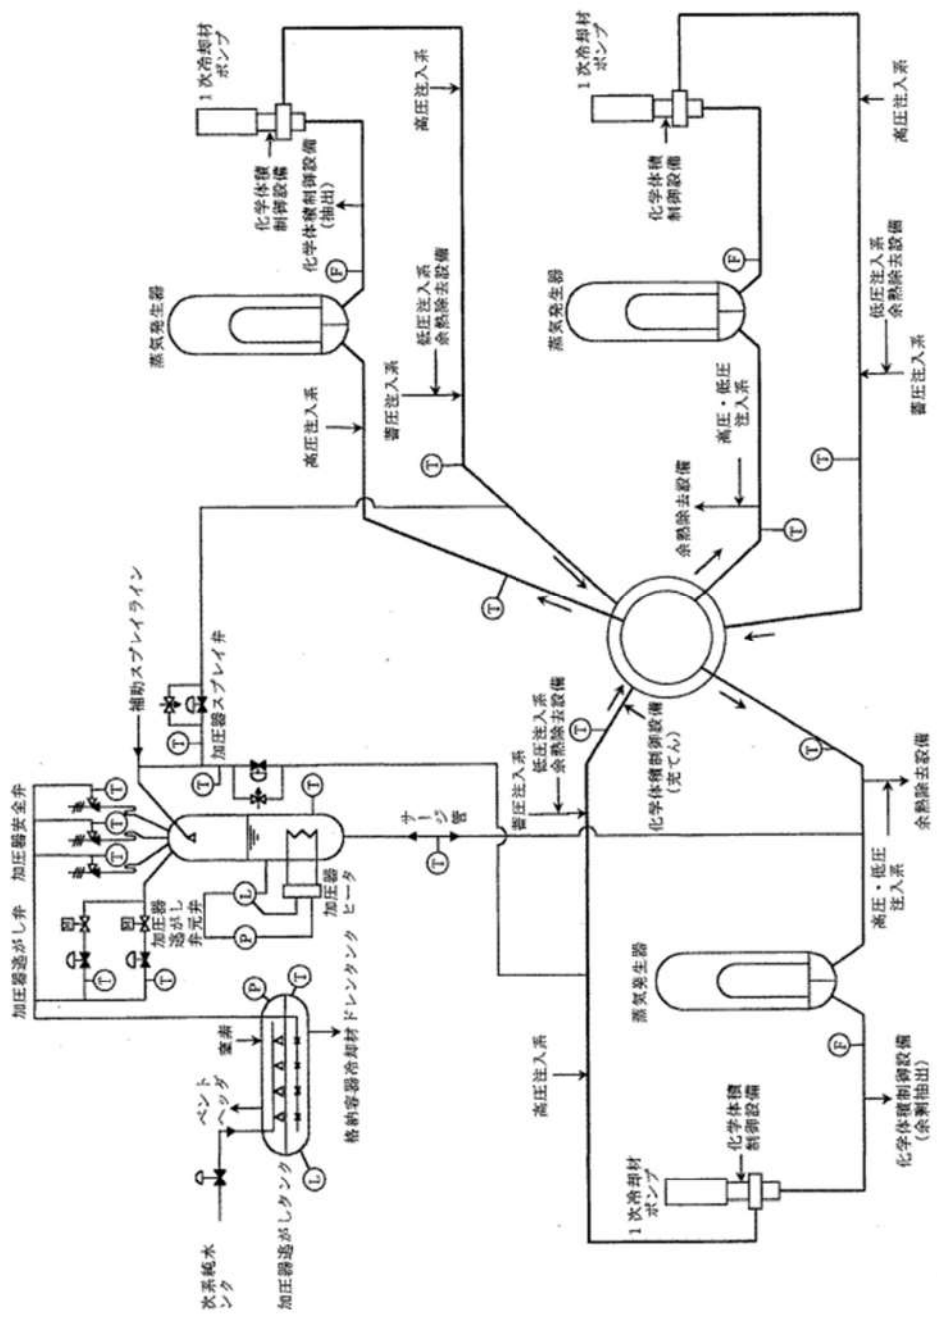 1次冷却材
ポンプ
化学体積
制御設備
化学体積制御設備
(抽出)
F
蒸気発生器
高圧注入系
蓄圧注入系
低圧注入系
余熱除去設備
高圧注入系
T
T
1次冷却材
ポンプ
化学体積
制御設備
F
蒸気発生器
高圧注入系
低圧注入系
余熱除去設備
蓄圧注入系
T
高圧・低圧
注入系
余熱除去設備
T
補助スプレイライン
加圧器スプレイ弁
T
T
T
加圧器安全弁
T
T
T
加圧器逃がし弁
加圧器
逃がし
弁元弁
T
T
L
P
加圧器
ヒータ
サージ
管
T
蓄圧注入系
低圧注入系
余熱除去設備
T
化学体積制御設備
(充てん)
T
余熱除去設備
高圧・低圧
注入系
蒸気発生器
F
化学体積制御設備
(余剰抽出)
化学体積
制御設備
1次冷却材
ポンプ
高圧注入系
P
T
窒素
ベント
ヘッダ
格納容器冷却材ドレンタンク
L
加圧器逃がしタンク
次系純水
ンク